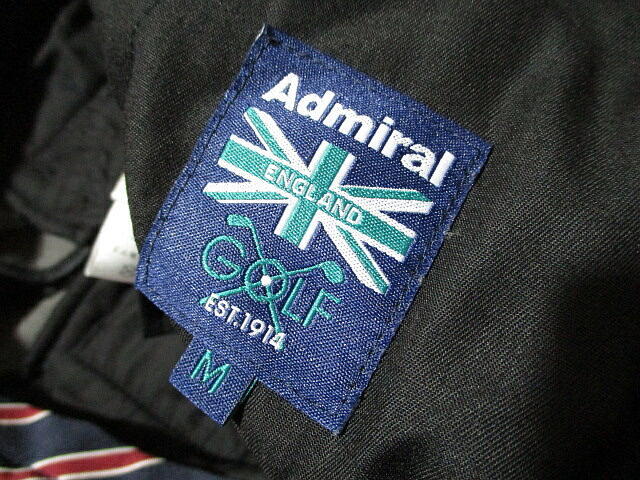 Admiral
ENGLAND
GOLF
EST.1914
M